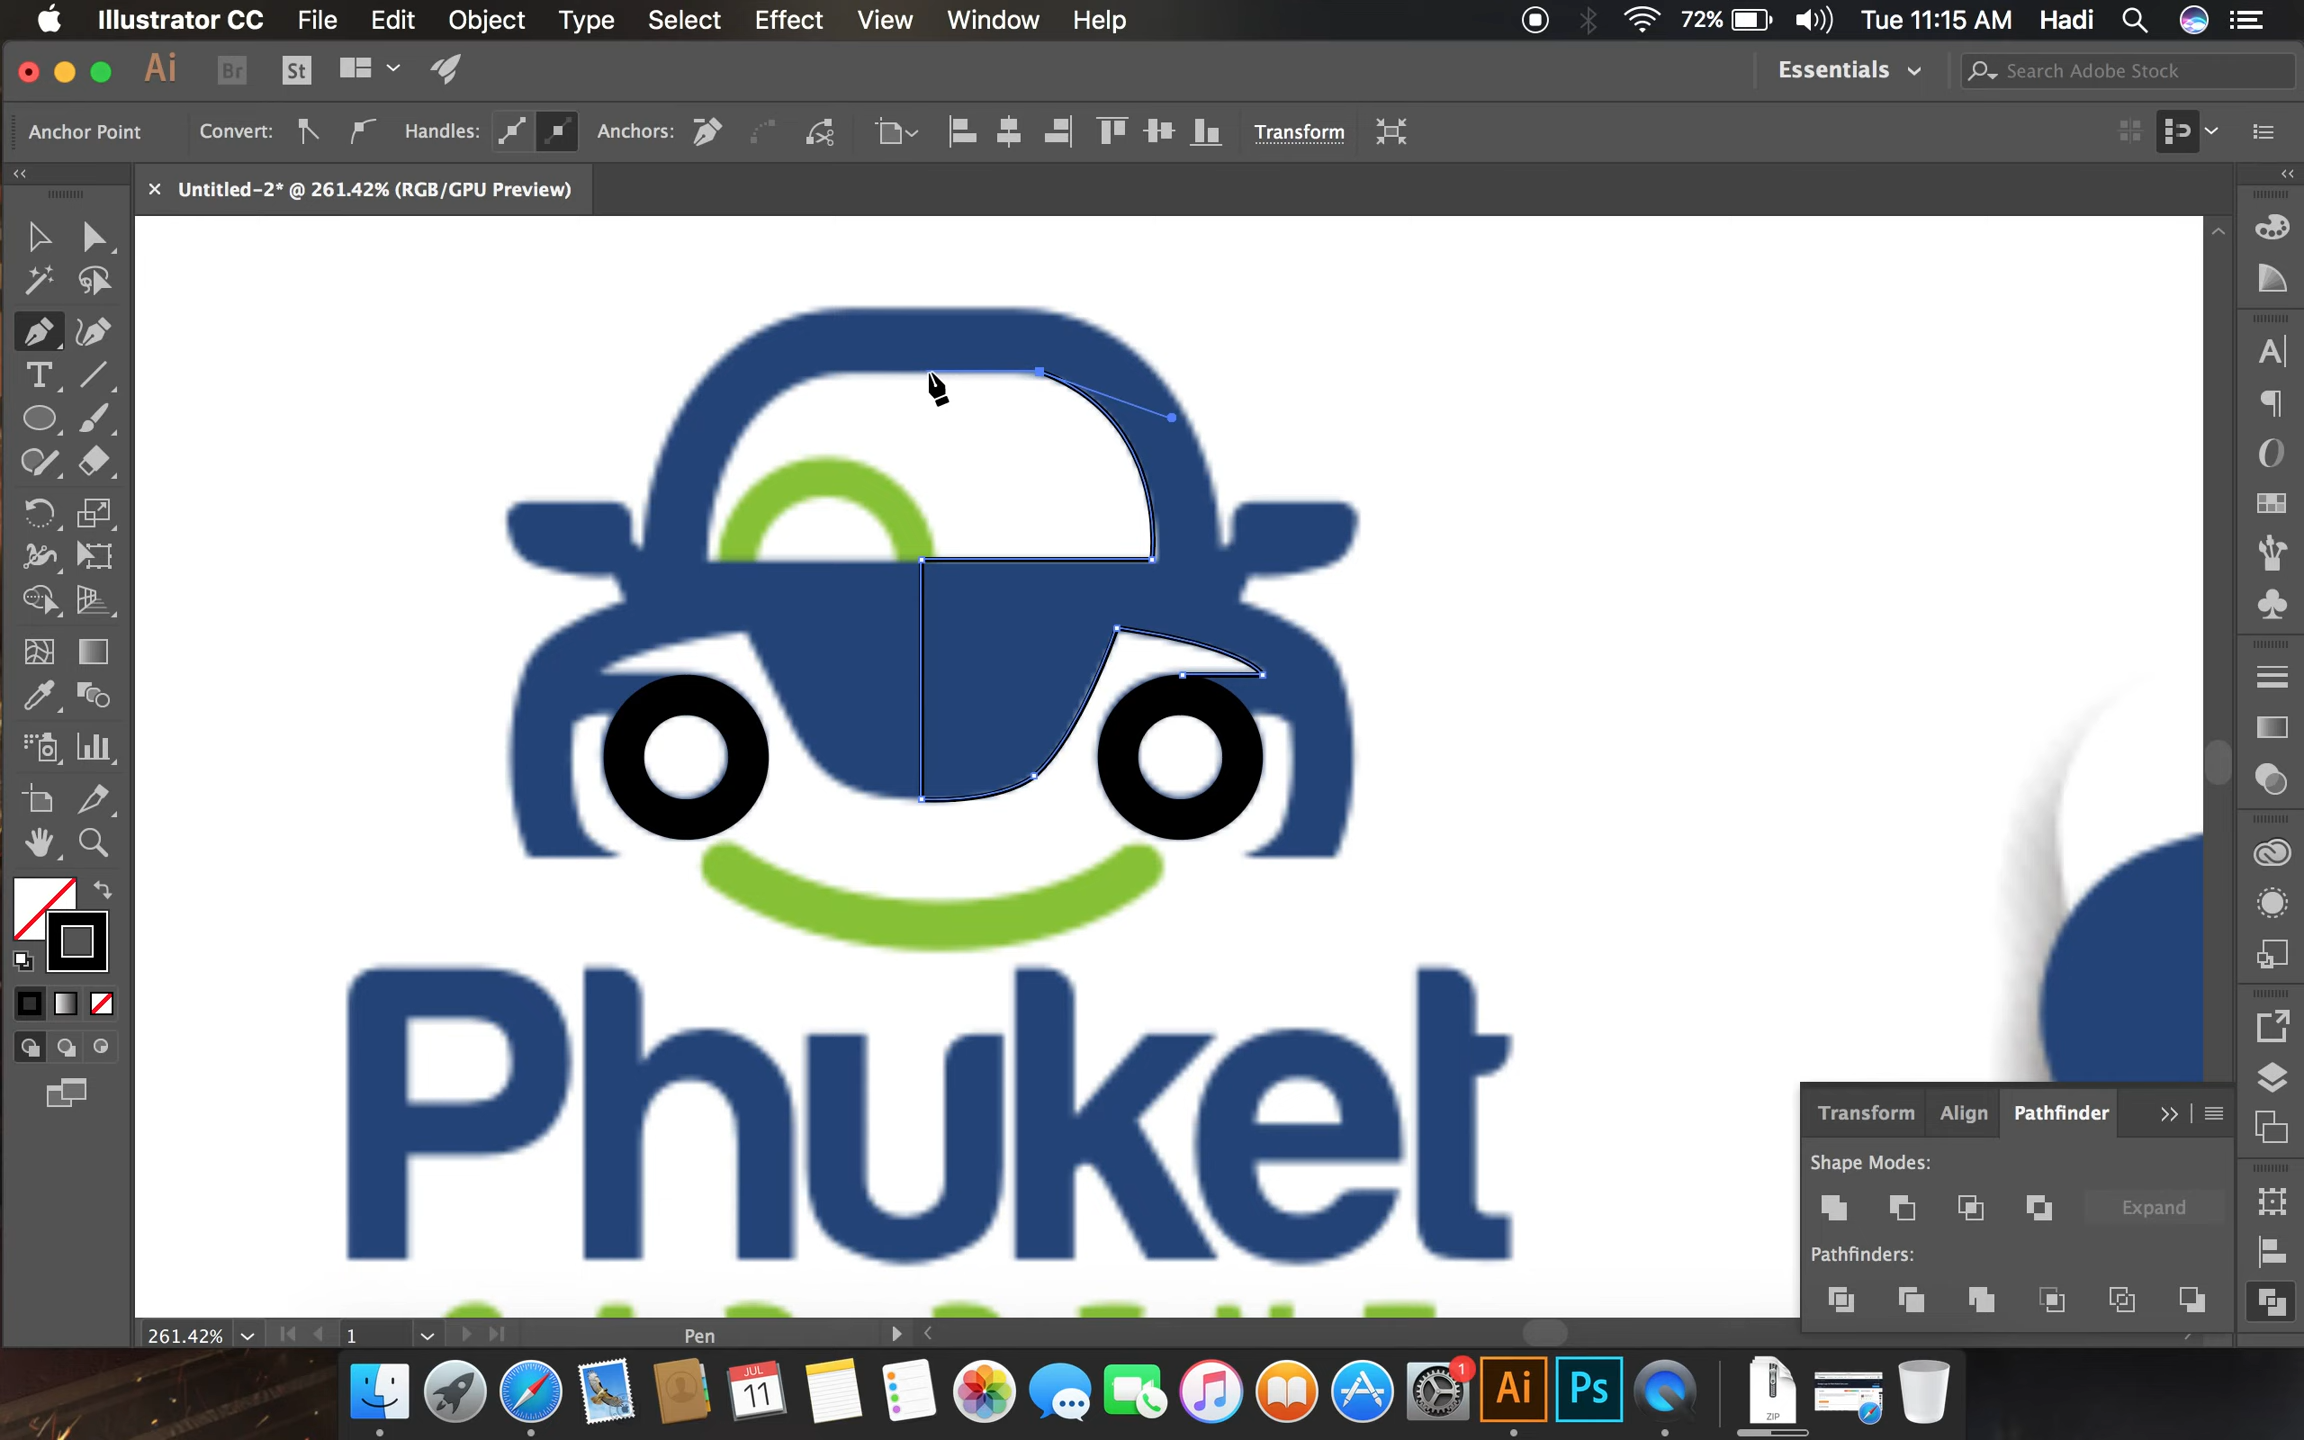 Illustrator CC File Edit Object Type Select Effect View Window Help 72% Tue 11:15 AM Hadi
Ai Br St Essentials Search Adobe Stock
Anchor Point Convert: Handles: Anchors: Transform
Untitled-2* @ 261.42% (RGB/GPU Preview)
Phuket
Transform Align Pathfinder
Shape Modes:
Expand
Pathfinders:
261.42% 1 Pen
JUL
11
1
Ai
Ps
ZIP